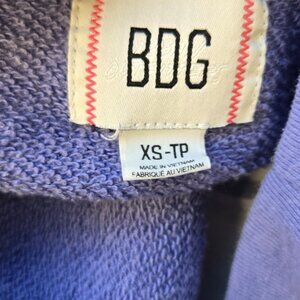 BDG
XS-TP
MADE IN VIETNAM
FABRIQUÉ AU VIETNAM